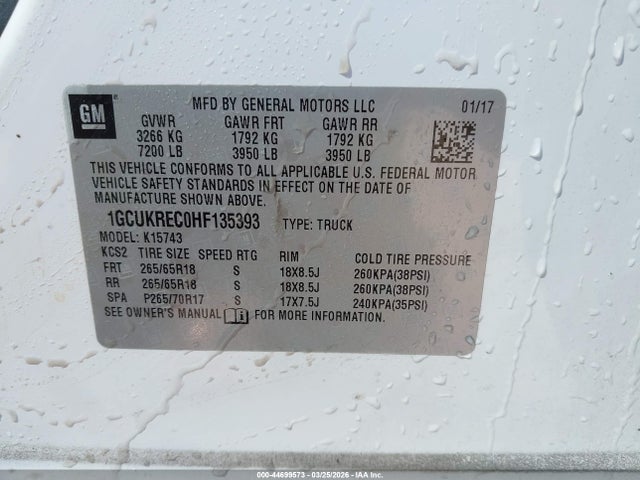 GM
MFD BY GENERAL MOTORS LLC 01/17
GVWR GAWR FRT GAWR RR
3266 KG 1792 KG 1792 KG
7200 LB 3950 LB 3950 LB
THIS VEHICLE CONFORMS TO ALL APPLICABLE U.S. FEDERAL MOTOR
VEHICLE SAFETY STANDARDS IN EFFECT ON THE DATE OF
MANUFACTURE SHOWN ABOVE.
1GCUKREC0HF135393 TYPE: TRUCK
MODEL: K15743
KCS2 TIRE SIZE SPEED RTG RIM COLD TIRE PRESSURE
FRT 265/65R18 S 18X8.5J 260KPA(38PSI)
RR 265/65R18 S 18X8.5J 260KPA(38PSI)
SPA P265/70R17 S 17X7.5J 240KPA(35PSI)
SEE OWNER'S MANUAL FOR MORE INFORMATION.
000-44699573 - 03/25/2026 - IAA Inc.